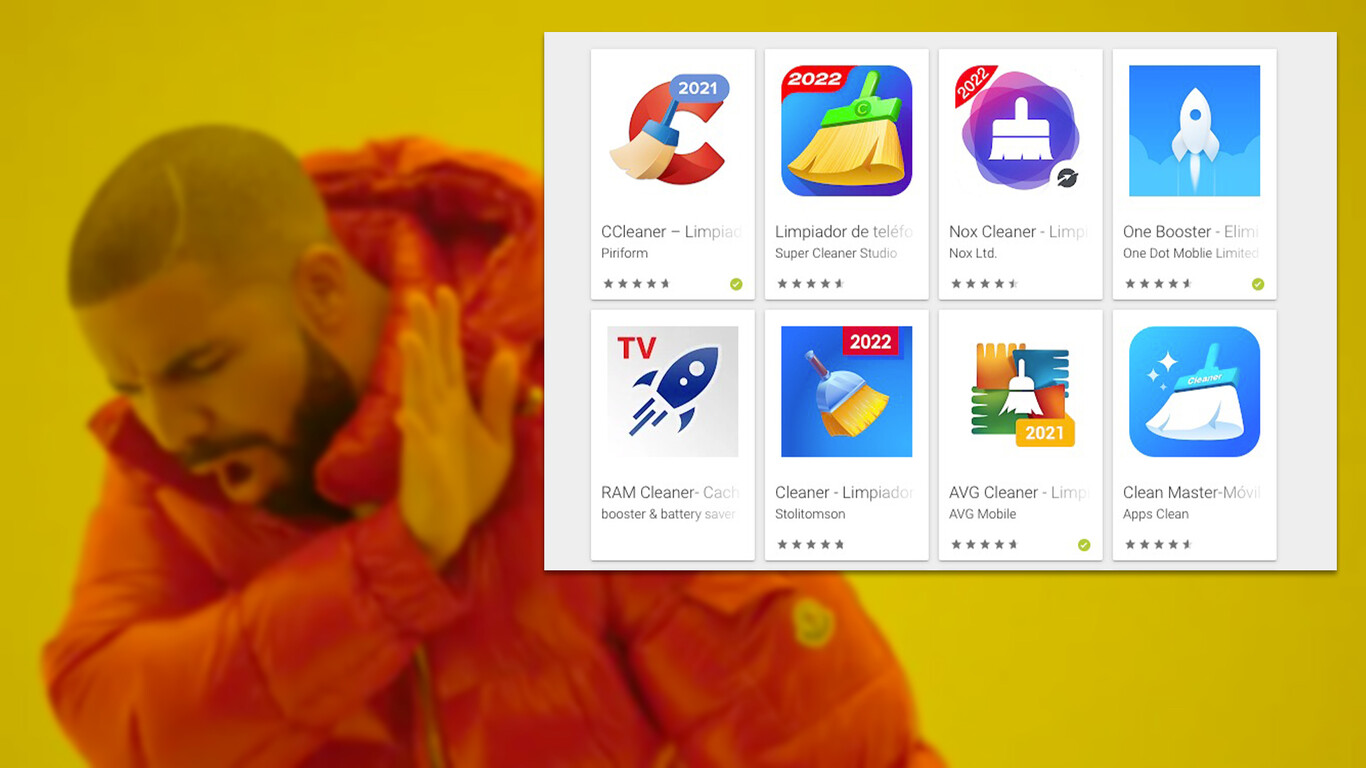 2021
CCleaner – Limpiad
Piriform
2022
C
Limpiador de teléfo
Super Cleaner Studio
2022
Nox Cleaner - Limpi
Nox Ltd.
One Booster - Elimi
One Dot Moblie Limited
TV
RAM Cleaner- Cach
booster & battery saver
2022
Cleaner - Limpiador
Stolitomson
2021
AVG Cleaner - Limp
AVG Mobile
Cleaner
Clean Master-Móvil
Apps Clean